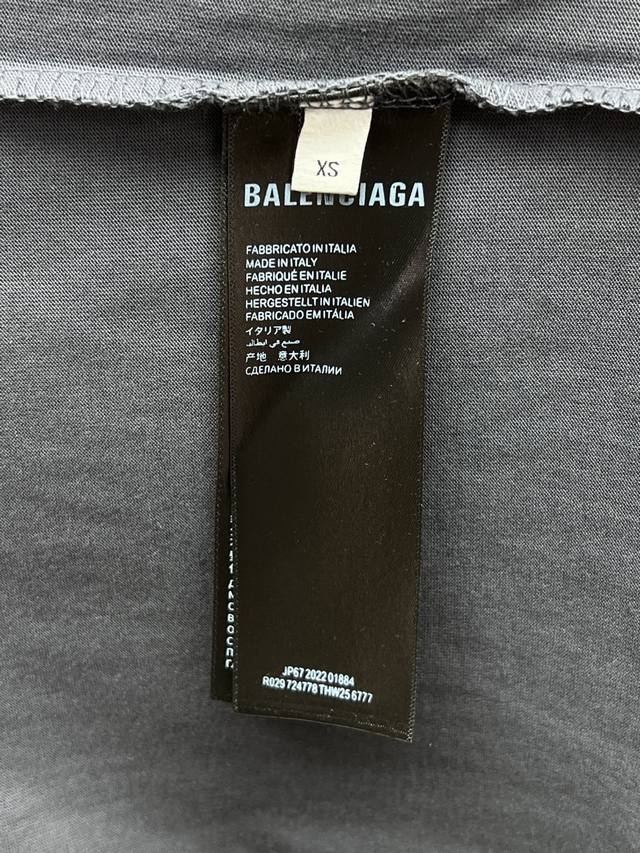 XS
BALENCIAGA
FABBRICATO IN ITALIA
MADE IN ITALY
FABRIQUÉ EN ITALIE
HECHO EN ITALIA
HERGESTELLT IN ITALIEN
FABRICADO EM ITÁLIA
イタリア製
صنع في ايطاليا
产地 意大利
СДЕЛАНО В ИТАЛИИ
JP67 2022 01884
R029 724778 THW25 6777